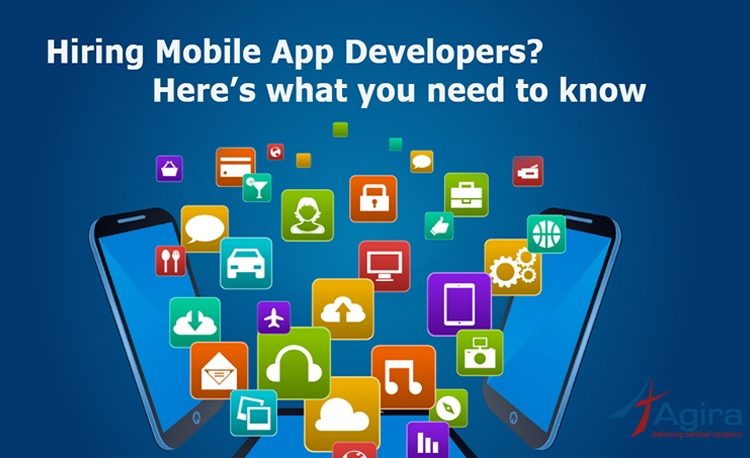 Hiring Mobile App Developers?
Here's what you need to know
Agira
delivering perfect solutions